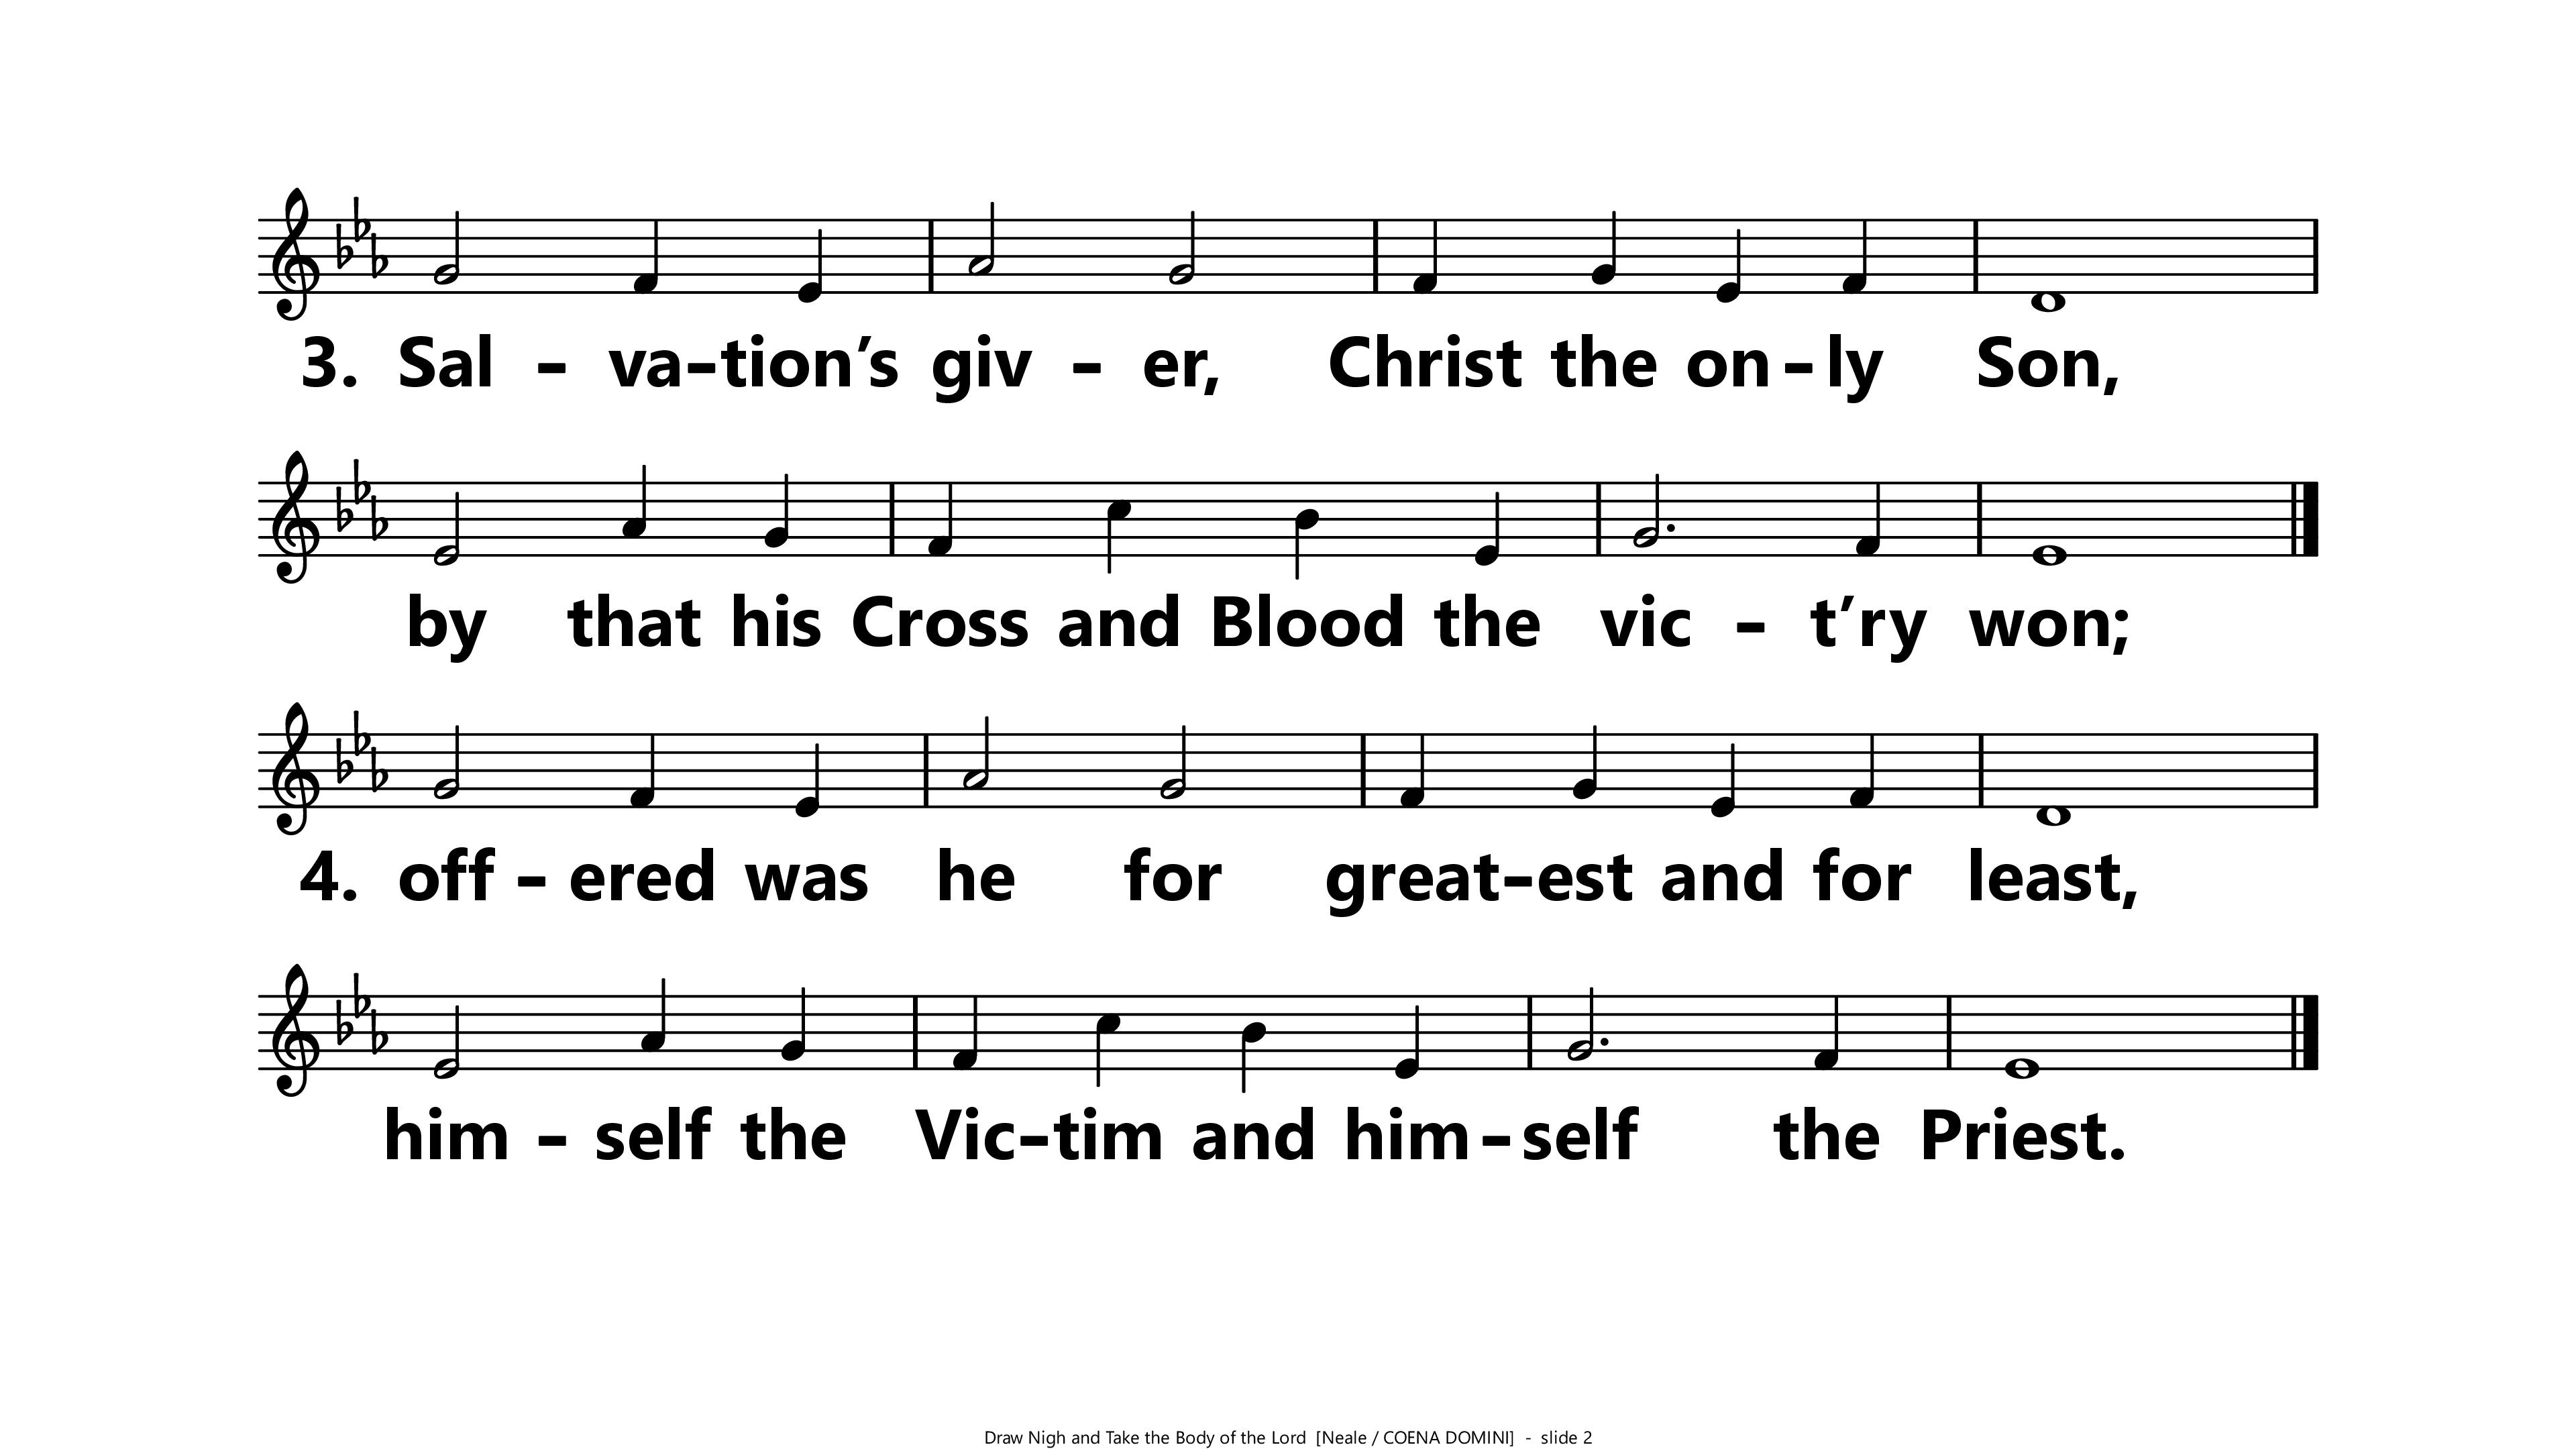 3. Sal - va-tion’s giv - er, Christ the on-ly Son,
by that his Cross and Blood the vic - t’ry won;
4. off - ered was he for great-est and for least,
him - self the Vic-tim and him-self the Priest.
Draw Nigh and Take the Body of the Lord [Neale / COENA DOMINI] - slide 2